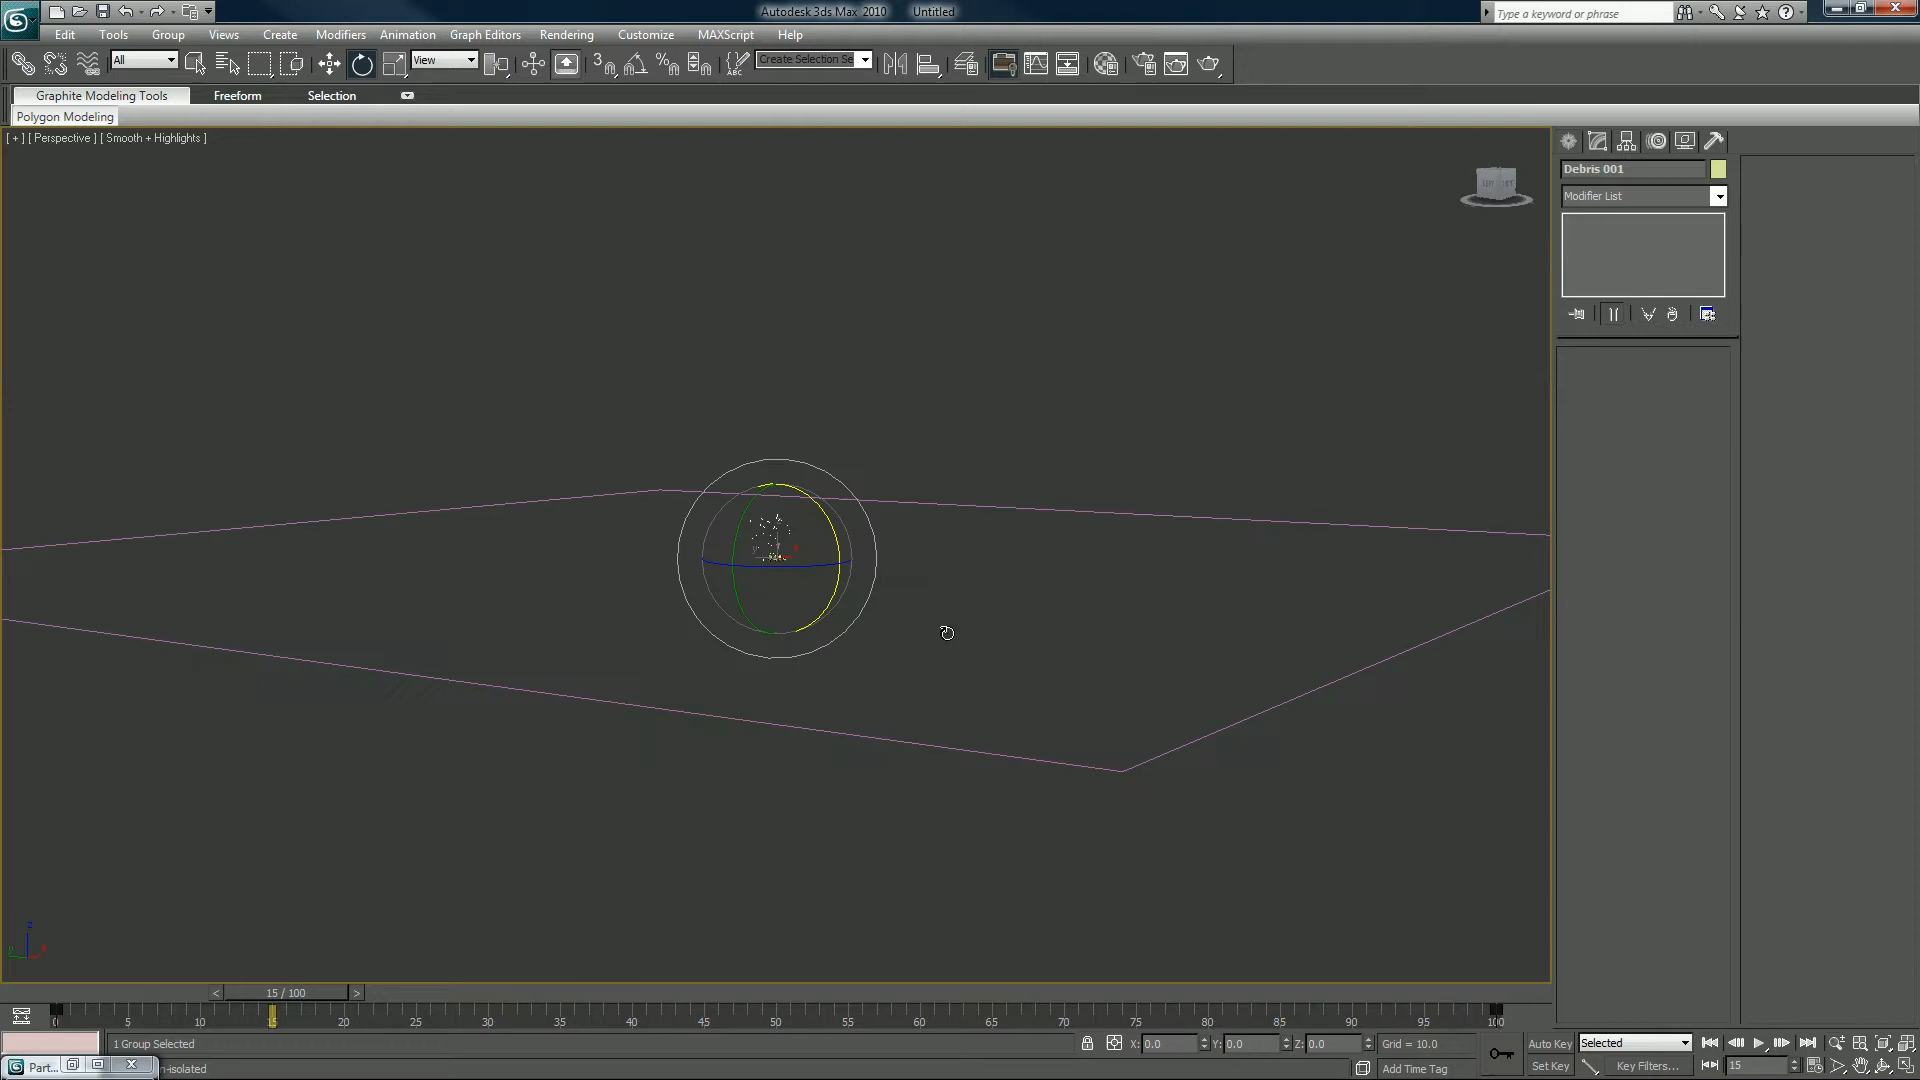 Autodesk 3ds Max 2010 Untitled
Type a keyword or phrase
Edit Tools Group Views Create Modifiers Animation Graph Editors Rendering Customize MAXScript Help
All View Create Selection Se
Graphite Modeling Tools Freeform Selection
Polygon Modeling
[ + ] [ Perspective ] [ Smooth + Highlights ]
Debris 001
Modifier List
z
x
< 15 / 100 >
0 5 10 15 20 25 30 35 40 45 50 55 60 65 70 75 80 85 90 95 100
1 Group Selected X: 0.0 Y: 0.0 Z: 0.0 Grid = 10.0 Auto Key Selected
Part... n-isolated Add Time Tag Set Key Key Filters... 15